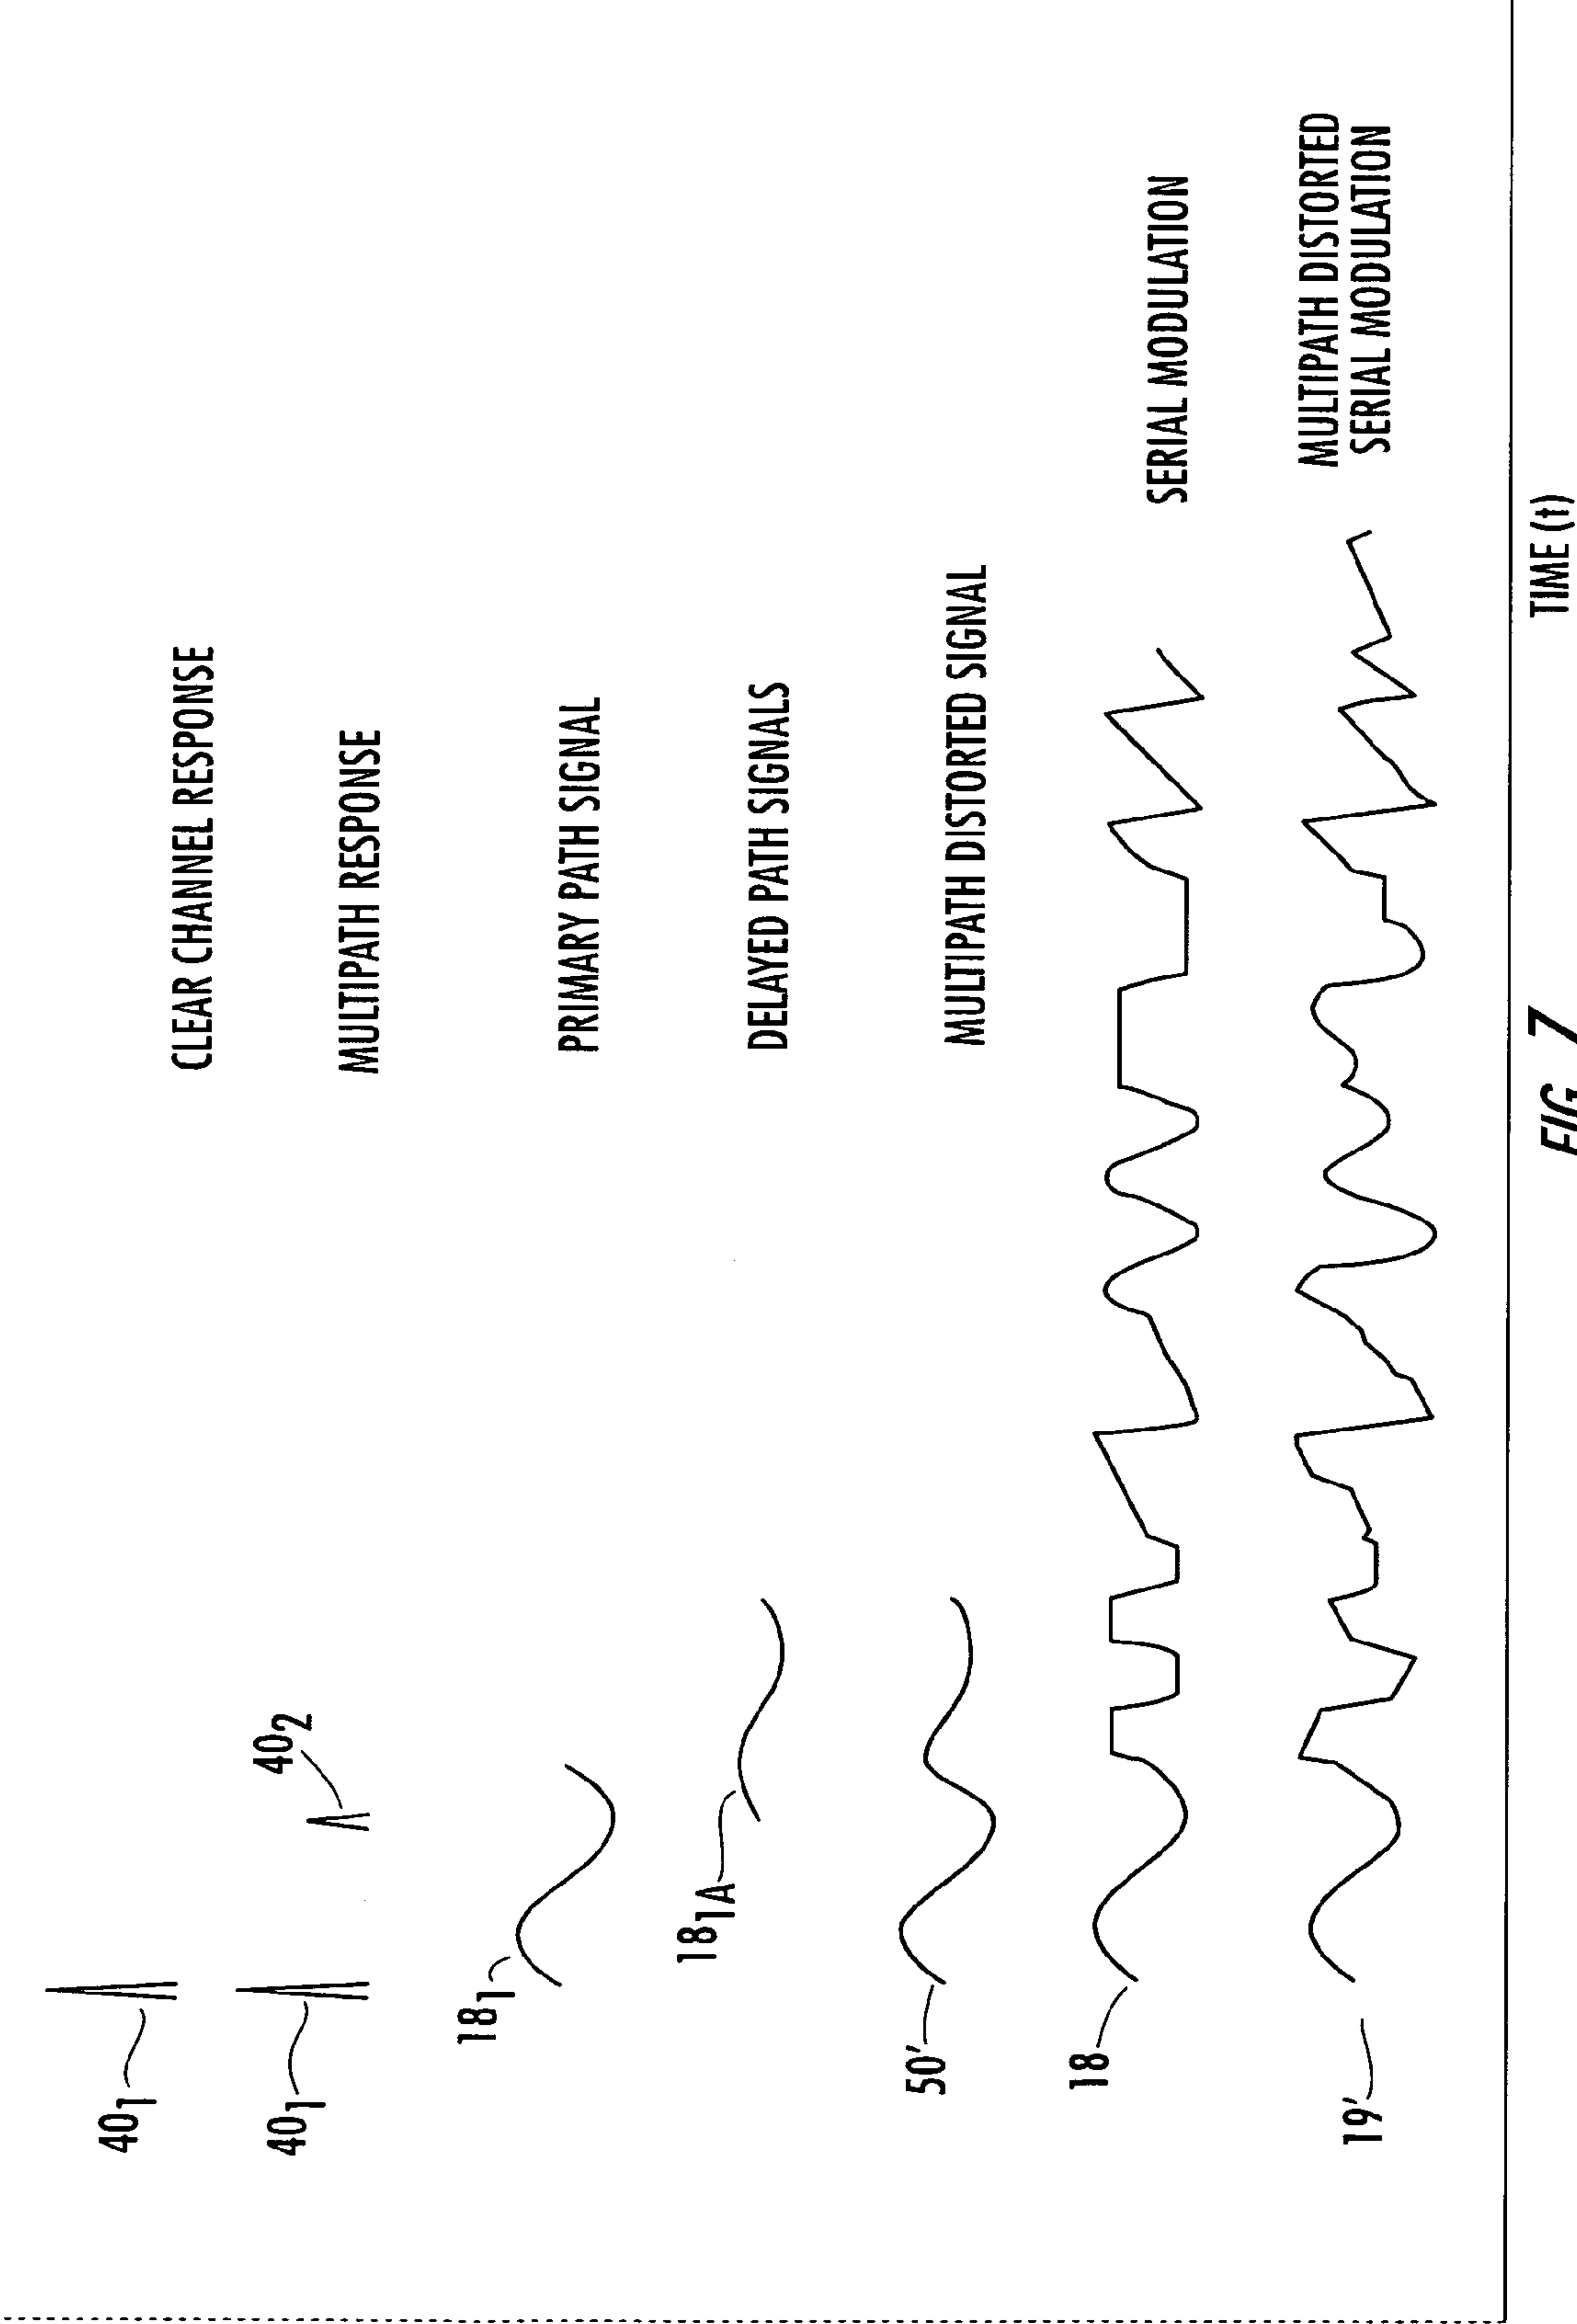 40₁
CLEAR CHANNEL RESPONSE
40₁
40₂
MULTIPATH RESPONSE
18₁
PRIMARY PATH SIGNAL
18₁A
DELAYED PATH SIGNALS
50'
MULTIPATH DISTORTED SIGNAL
18
SERIAL MODULATION
19'
MULTIPATH DISTORTED
SERIAL MODULATION
TIME (t)
FIG. 7